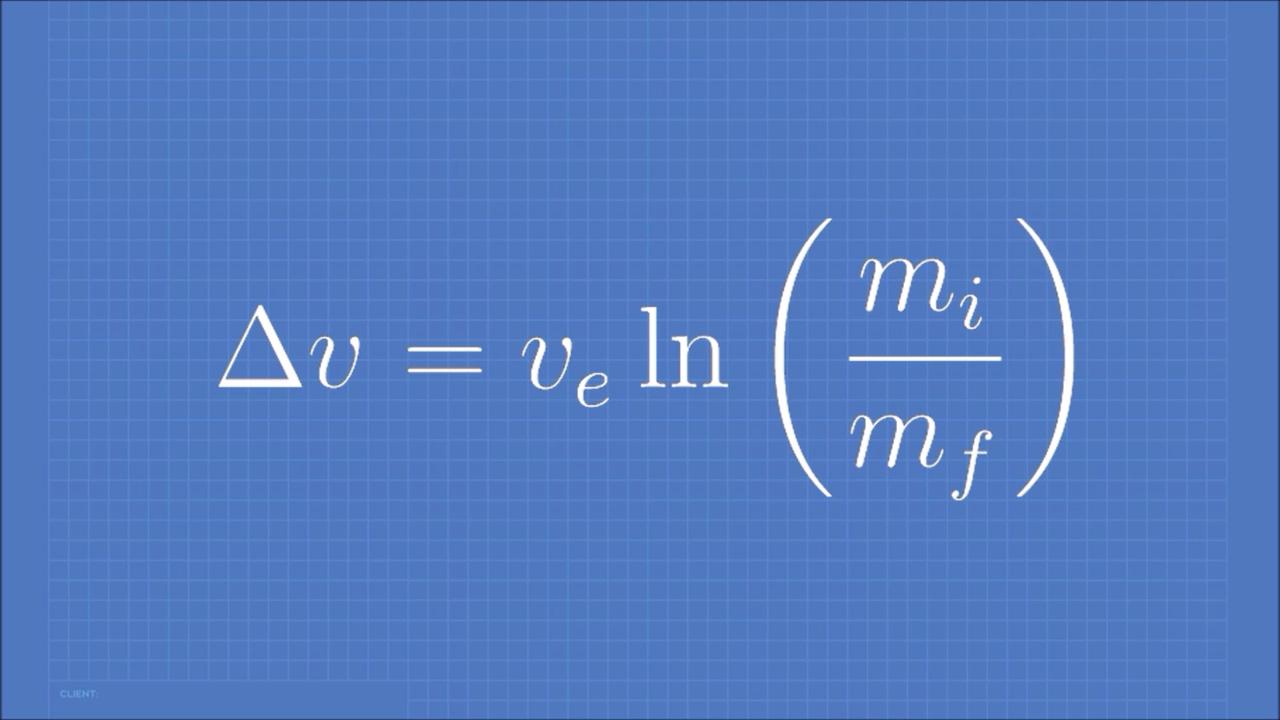 Δv = v_e ln (m_i / m_f)
CLIENT: